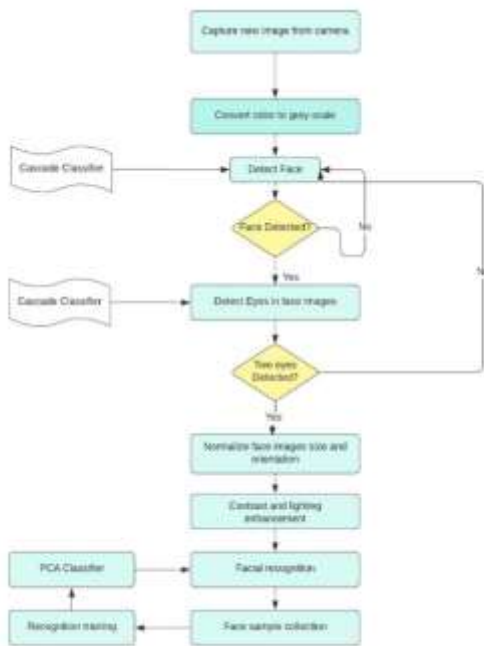 Capture new image from camera
Convert color to grey scale
Cascade Classifier
Detect Face
Face Detected?
No
Yes
Cascade Classifier
Detect Eyes in face images
N
Two eyes
Detected?
Yes
Normalize face images size and
orientation
Contrast and lighting
enhancement
PCA Classifier
Facial recognition
Recognition training
Face sample collection